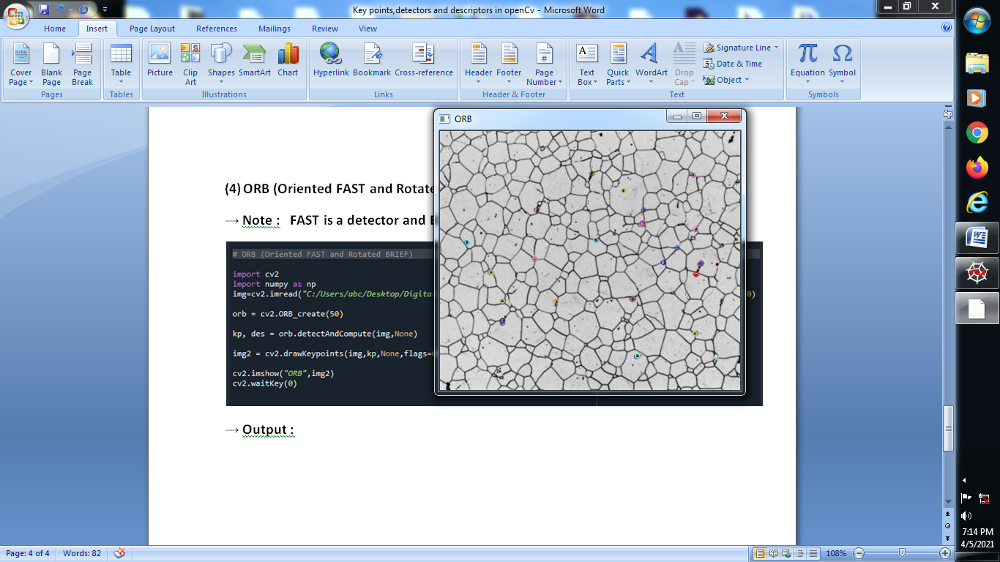 Key points,detectors and descriptors in openCv - Microsoft Word
Home Insert Page Layout References Mailings Review View
Cover Page
Blank Page
Page Break
Pages
Table
Tables
Picture
Clip Art
Shapes
SmartArt
Chart
Illustrations
Hyperlink
Bookmark
Cross-reference
Links
Header
Footer
Page Number
Header & Footer
Text Box
Quick Parts
WordArt
Drop Cap
Signature Line
Date & Time
Object
Text
Equation
Symbol
Symbols
ORB
(4) ORB (Oriented FAST and Rotate
→ Note : FAST is a detector and
# ORB (Oriented FAST and Rotated BRIEF)
import cv2
import numpy as np
img=cv2.imread("C:/Users/abc/Desktop/Digita 0)
orb = cv2.ORB_create(50)
kp, des = orb.detectAndCompute(img,None)
img2 = cv2.drawKeypoints(img,kp,None,flags=
cv2.imshow("ORB",img2)
cv2.waitKey(0)
→ Output :
Page: 4 of 4 Words: 82 108%
7:14 PM
4/5/2021